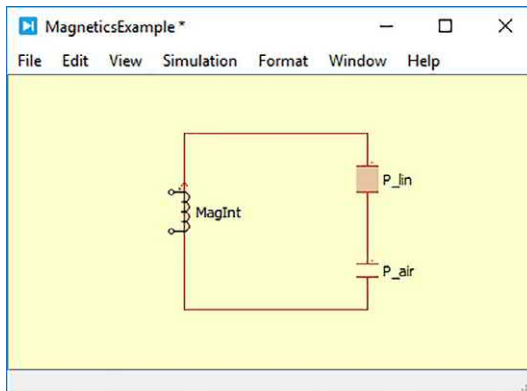 MagneticsExample *
File Edit View Simulation Format Window Help
P_lin
MagInt
P_air